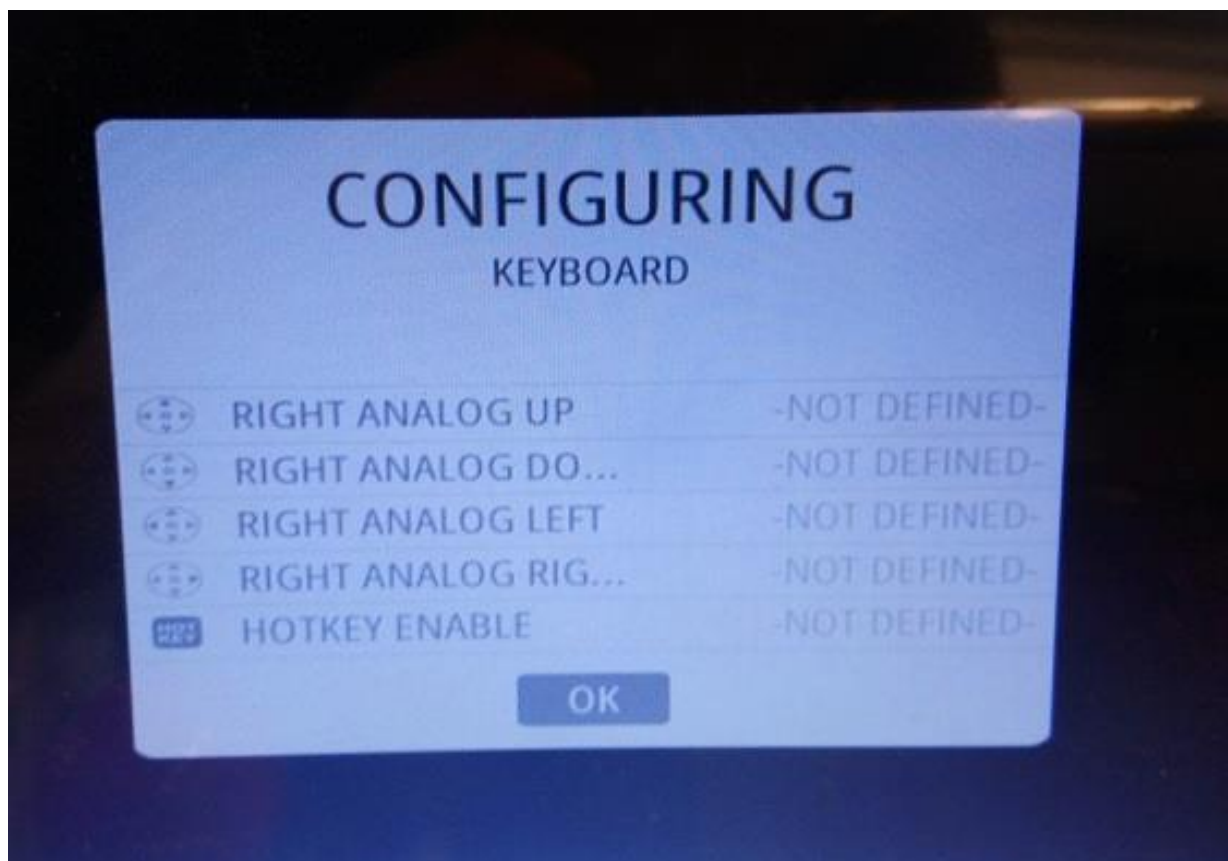 CONFIGURING
KEYBOARD
RIGHT ANALOG UP -NOT DEFINED-
RIGHT ANALOG DO... -NOT DEFINED-
RIGHT ANALOG LEFT -NOT DEFINED-
RIGHT ANALOG RIG... -NOT DEFINED-
HOTKEY ENABLE -NOT DEFINED-
OK